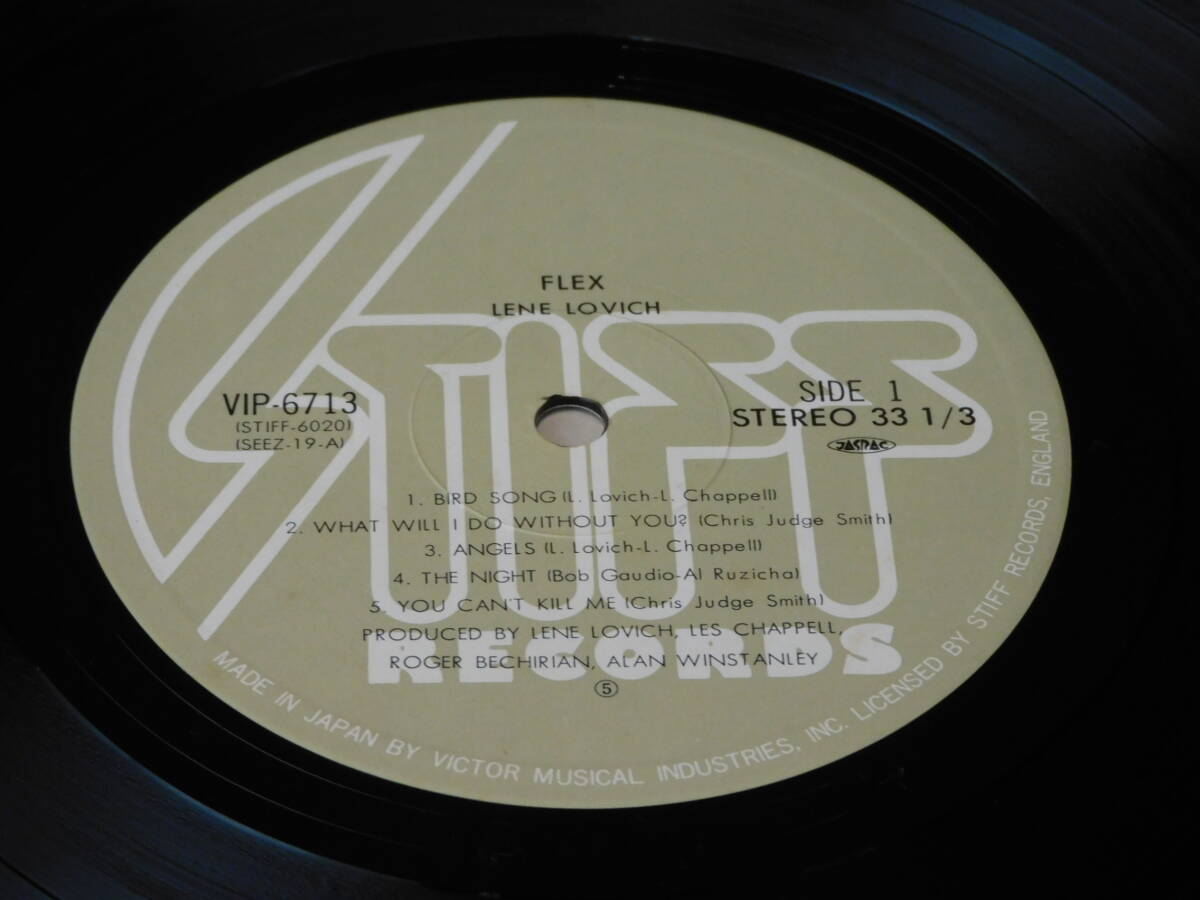 FLEX
LENE LOVICH
STIFF
VIP-6713
(STIFF-6020)
(SEEZ-19-A)
SIDE 1
STEREO 33 1/3
JASRAC
1. BIRD SONG (L. Lovich-L. Chappell)
2. WHAT WILL I DO WITHOUT YOU? (Chris Judge Smith)
3. ANGELS (L. Lovich-L. Chappell)
4. THE NIGHT (Bob Gaudio-Al Ruzicha)
5. YOU CAN'T KILL ME (Chris Judge Smith)
PRODUCED BY LENE LOVICH, LES CHAPPELL,
ROGER BECHIRIAN, ALAN WINSTANLEY
RECORDS
⑤
MADE IN JAPAN BY VICTOR MUSICAL INDUSTRIES, INC. LICENSED BY STIFF RECORDS, ENGLAND